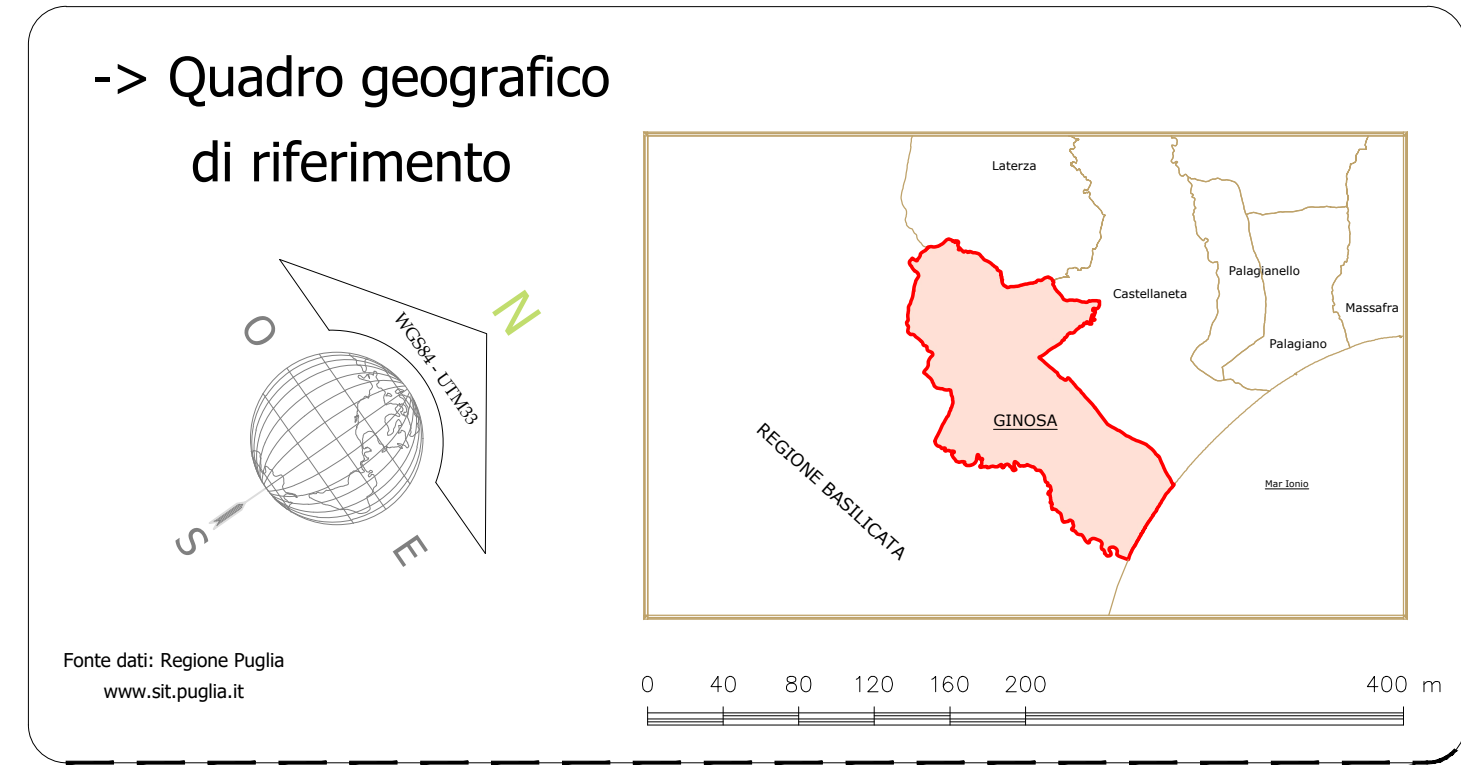 -> Quadro geografico
di riferimento
N
O
WGS84 - UTM33
S
E
Laterza
Palagianello
Castellaneta
Massafra
Palagiano
GINOSA
REGIONE BASILICATA
Mar Ionio
Fonte dati: Regione Puglia
www.sit.puglia.it
0 40 80 120 160 200 400 m